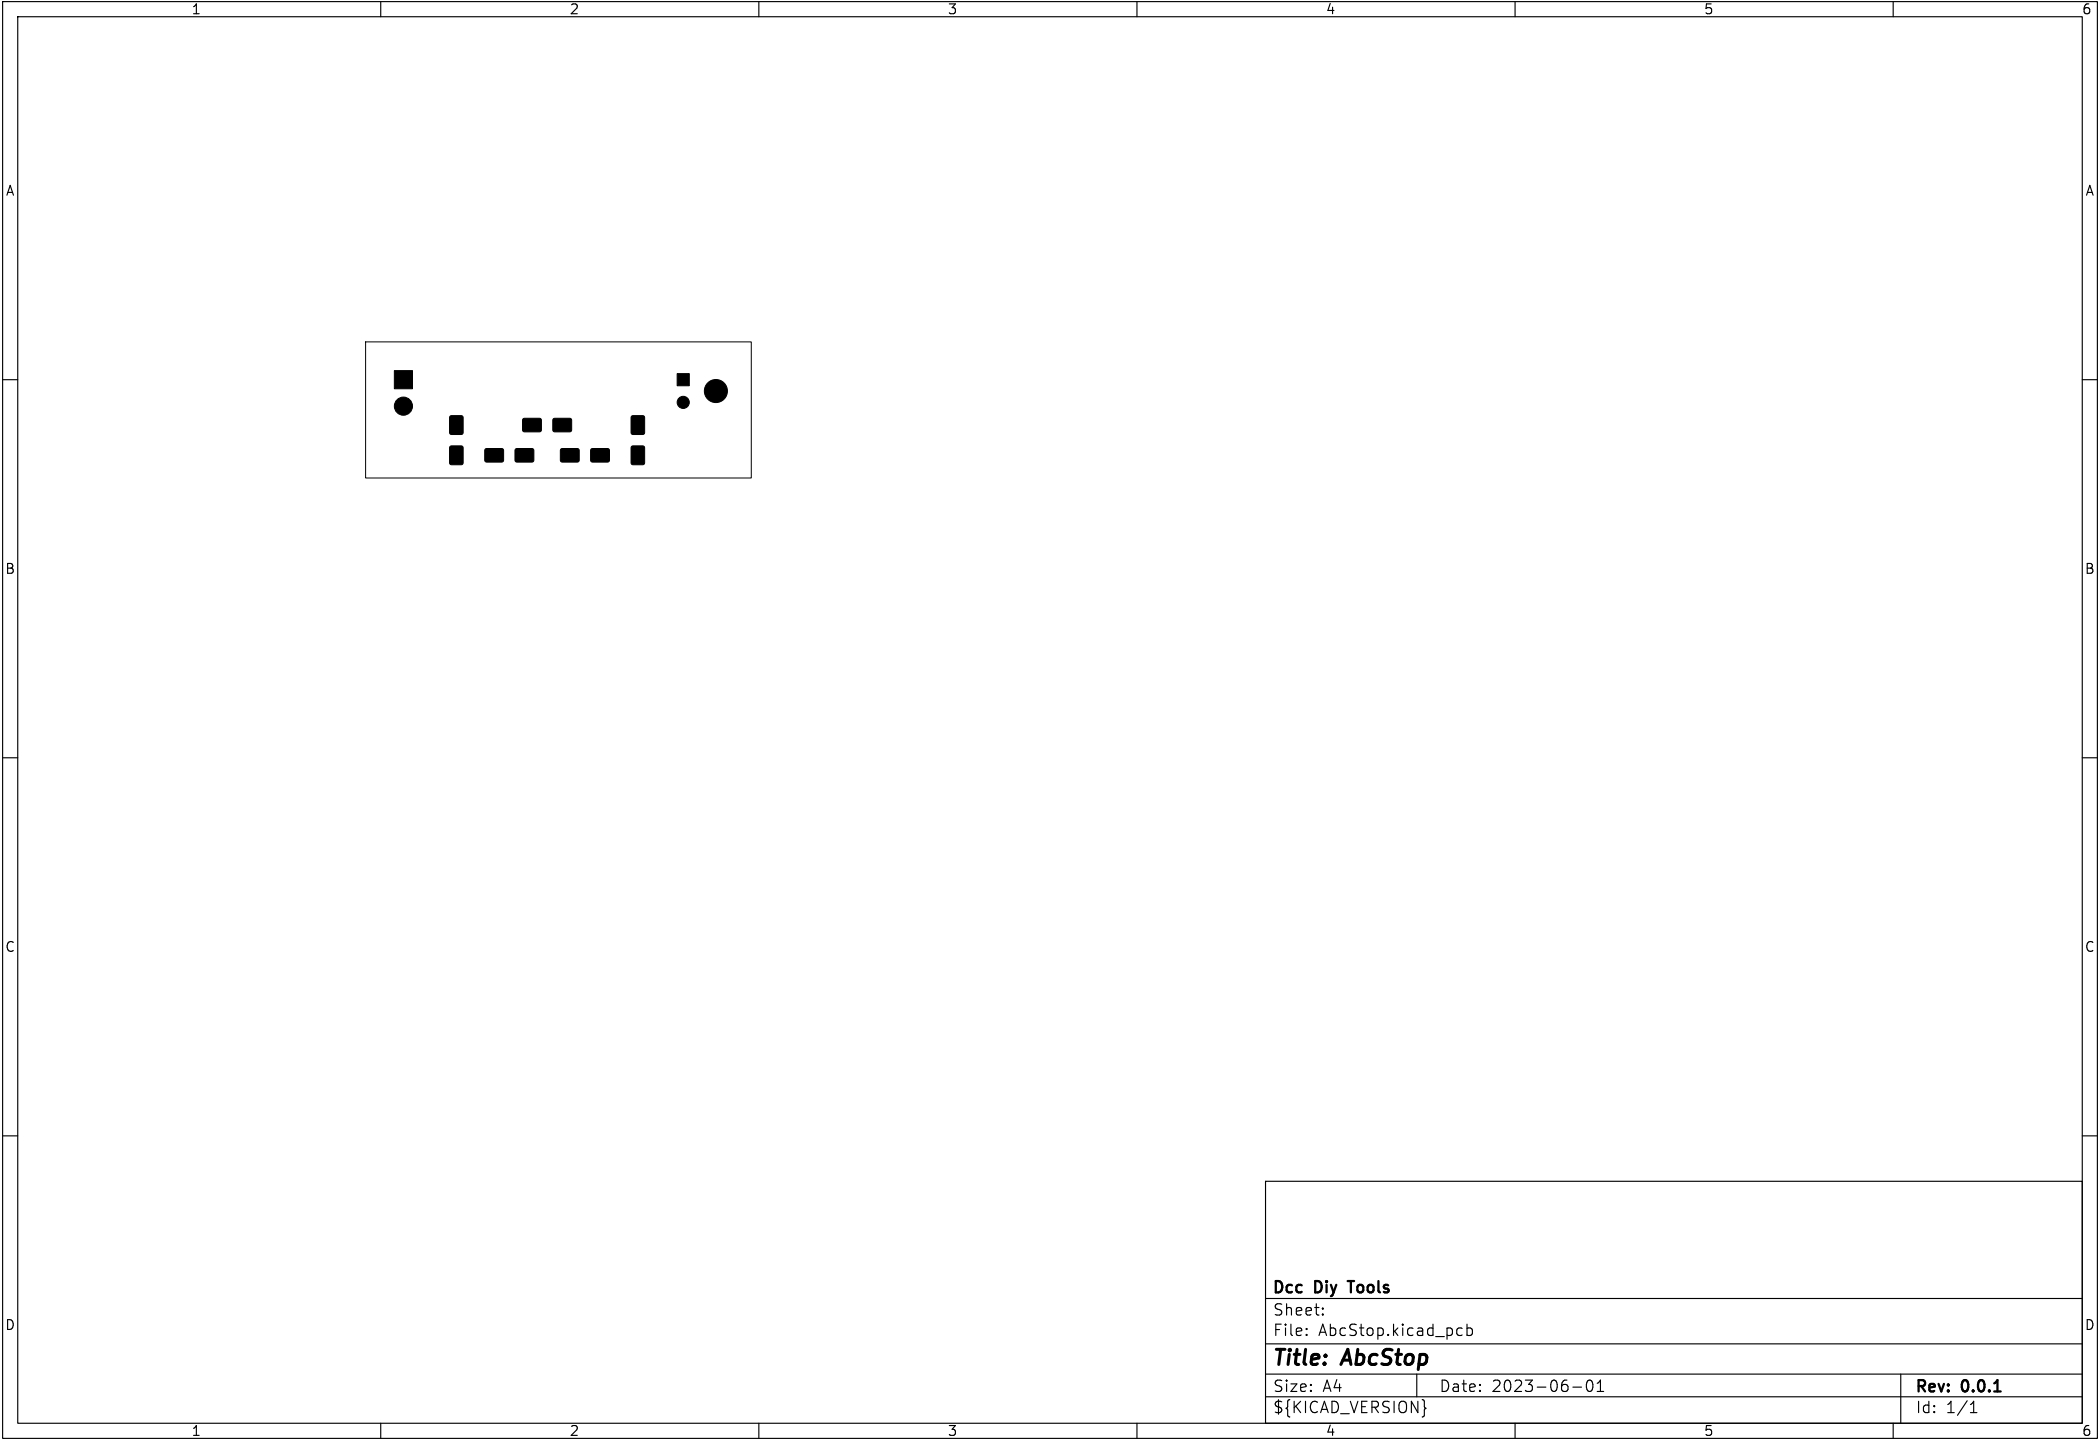 1 2 3 4 5 6
A A
B B
C C
D D
Dcc Diy Tools
Sheet:
File: AbcStop.kicad_pcb
Title: AbcStop
Size: A4 Date: 2023-06-01 Rev: 0.0.1
${KICAD_VERSION} Id: 1/1
1 2 3 4 5 6